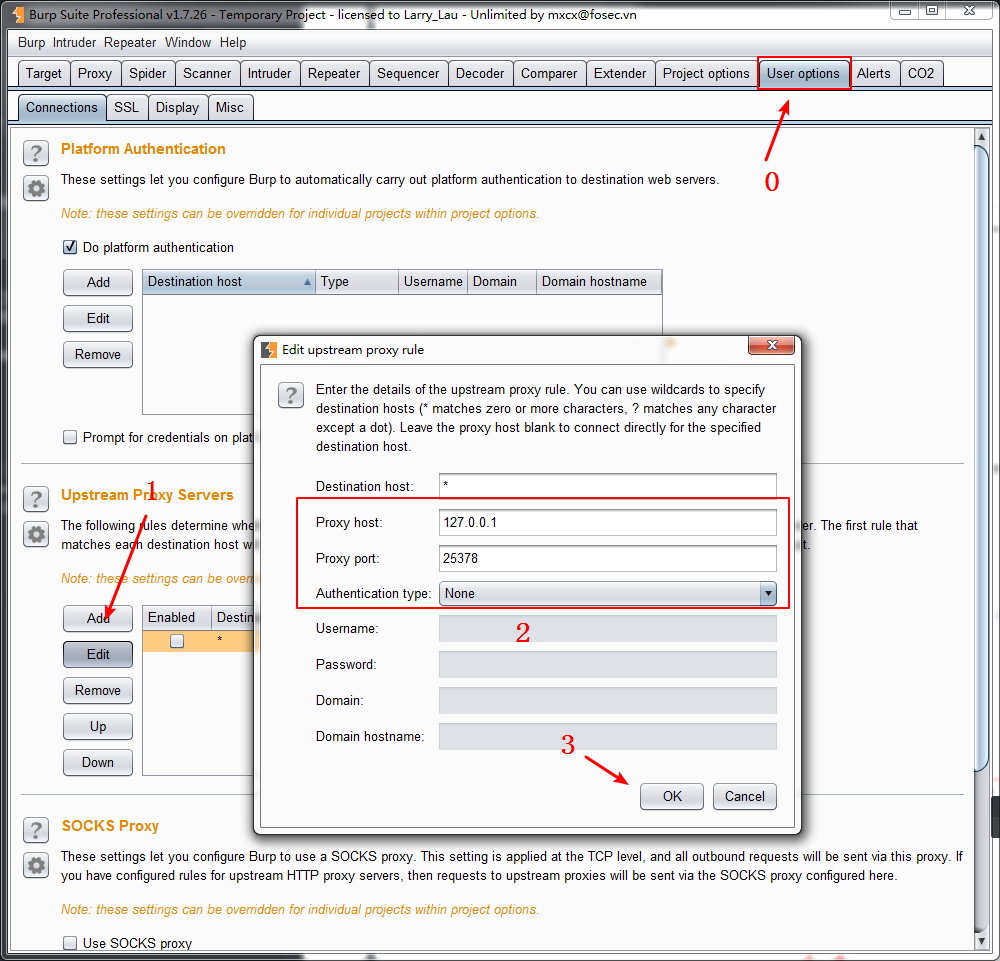 Burp Suite Professional v1.7.26 - Temporary Project - licensed to Larry_Lau - Unlimited by mxcx@fosec.vn
Burp Intruder Repeater Window Help
Target Proxy Spider Scanner Intruder Repeater Sequencer Decoder Comparer Extender Project options User options Alerts CO2
Connections SSL Display Misc
0
? Platform Authentication
These settings let you configure Burp to automatically carry out platform authentication to destination web servers.
Note: these settings can be overridden for individual projects within project options.
Do platform authentication
Add Destination host Type Username Domain Domain hostname
Edit
Remove
Prompt for credentials on plat
1
? Upstream Proxy Servers
The following rules determine whe er. The first rule that
matches each destination host w t.
Note: these settings can be over
Add Enabled Destin
*
Edit
Remove
Up
Down
Edit upstream proxy rule
? Enter the details of the upstream proxy rule. You can use wildcards to specify
destination hosts (* matches zero or more characters, ? matches any character
except a dot). Leave the proxy host blank to connect directly for the specified
destination host.
Destination host: *
Proxy host: 127.0.0.1
Proxy port: 25378
Authentication type: None
Username:
2
Password:
Domain:
Domain hostname:
3
OK Cancel
? SOCKS Proxy
These settings let you configure Burp to use a SOCKS proxy. This setting is applied at the TCP level, and all outbound requests will be sent via this proxy. If
you have configured rules for upstream HTTP proxy servers, then requests to upstream proxies will be sent via the SOCKS proxy configured here.
Note: these settings can be overridden for individual projects within project options.
Use SOCKS proxy